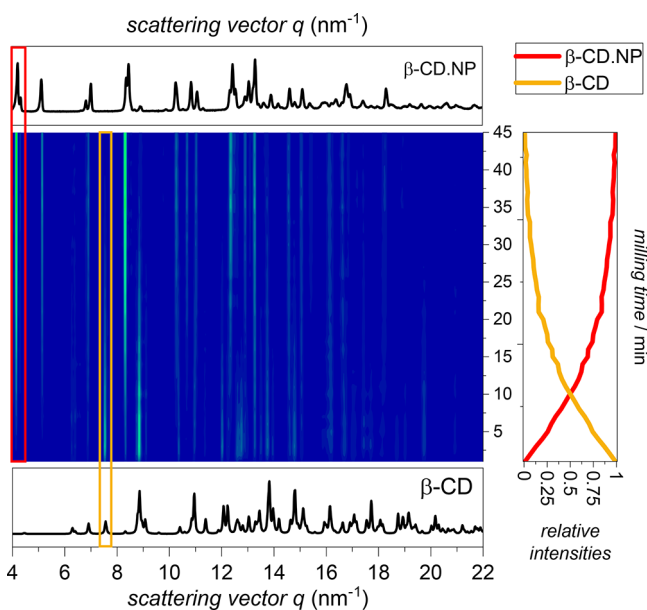 scattering vector q (nm⁻¹)
β-CD.NP
β-CD.NP
β-CD
45
40
35
30
25
20
15
10
5
milling time / min
0
0.25
0.5
0.75
1
relative
intensities
β-CD
4 6 8 10 12 14 16 18 20 22
scattering vector q (nm⁻¹)